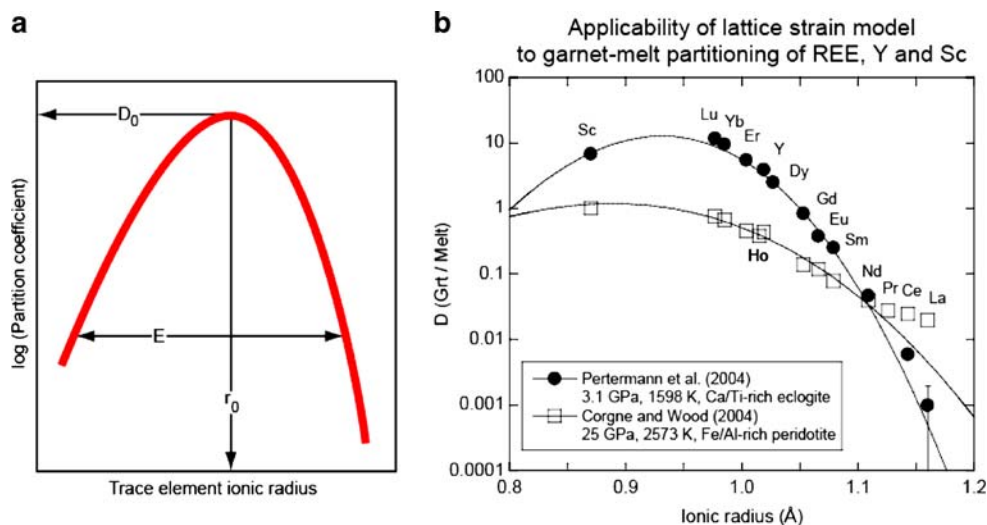 a
D0
E
r0
log (Partition coefficient)
Trace element ionic radius
b
Applicability of lattice strain model
to garnet-melt partitioning of REE, Y and Sc
100
10
1
0.1
0.01
0.001
0.0001
D (Grt / Melt)
Sc
Lu
Yb
Er
Y
Dy
Gd
Eu
Sm
Ho
Nd
Pr
Ce
La
Pertermann et al. (2004)
3.1 GPa, 1598 K, Ca/Ti-rich eclogite
Corgne and Wood (2004)
25 GPa, 2573 K, Fe/Al-rich peridotite
0.8 0.9 1.0 1.1 1.2
Ionic radius (Å)